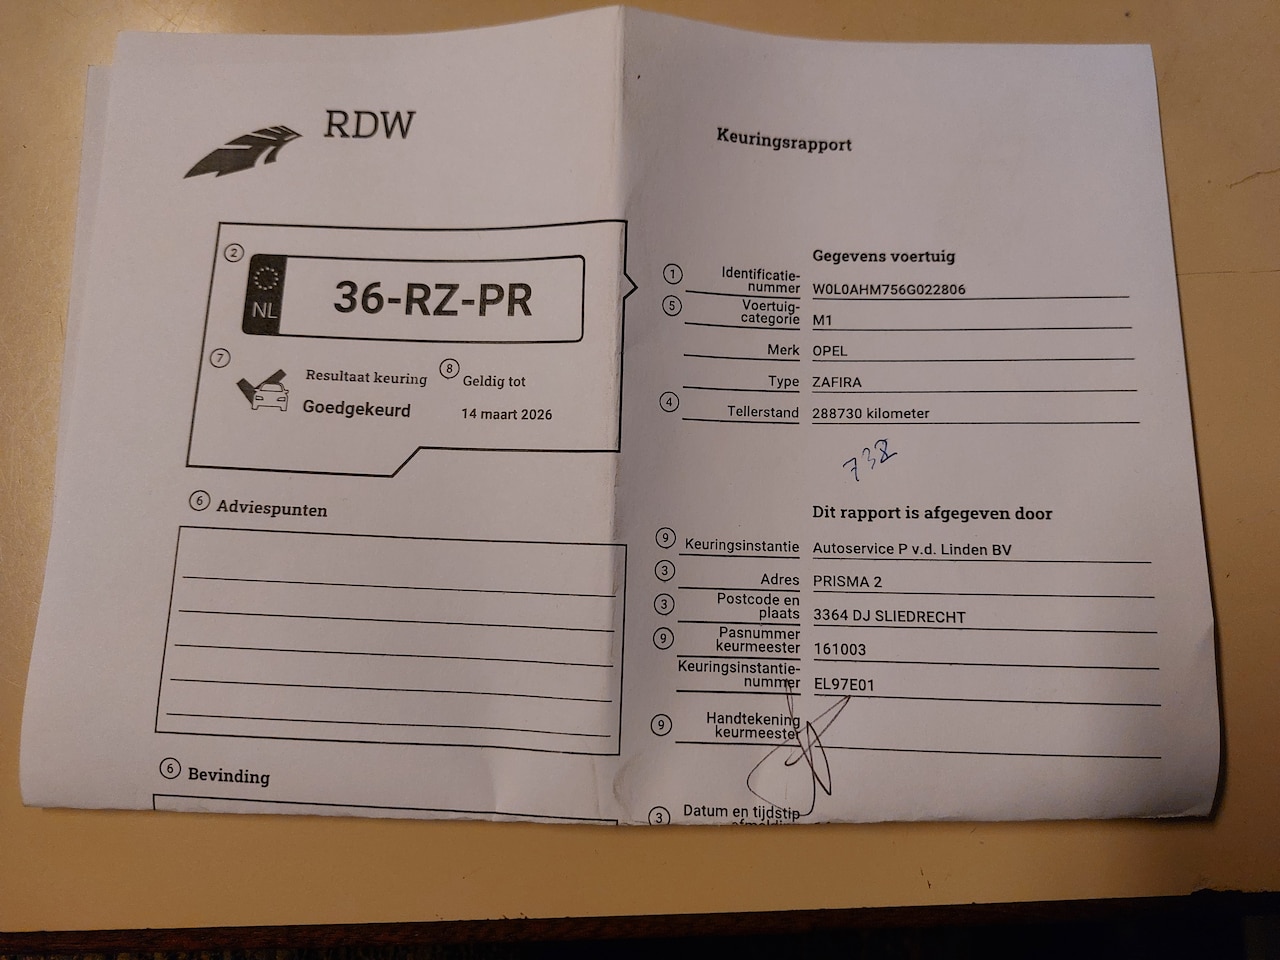 RDW
Keuringsrapport
2
NL
36-RZ-PR
7
Resultaat keuring
Goedgekeurd
8
Geldig tot
14 maart 2026
6 Adviespunten
6 Bevinding
Gegevens voertuig
1 Identificatie-
nummer W0L0AHM756G022806
5 Voertuig-
categorie M1
Merk OPEL
Type ZAFIRA
4 Tellerstand 288730 kilometer
738
Dit rapport is afgegeven door
9 Keuringsinstantie Autoservice P v.d. Linden BV
3 Adres PRISMA 2
3 Postcode en
plaats 3364 DJ SLIEDRECHT
9 Pasnummer
keurmeester 161003
Keuringsinstantie-
nummer EL97E01
9 Handtekening
keurmeester
3 Datum en tijdstip